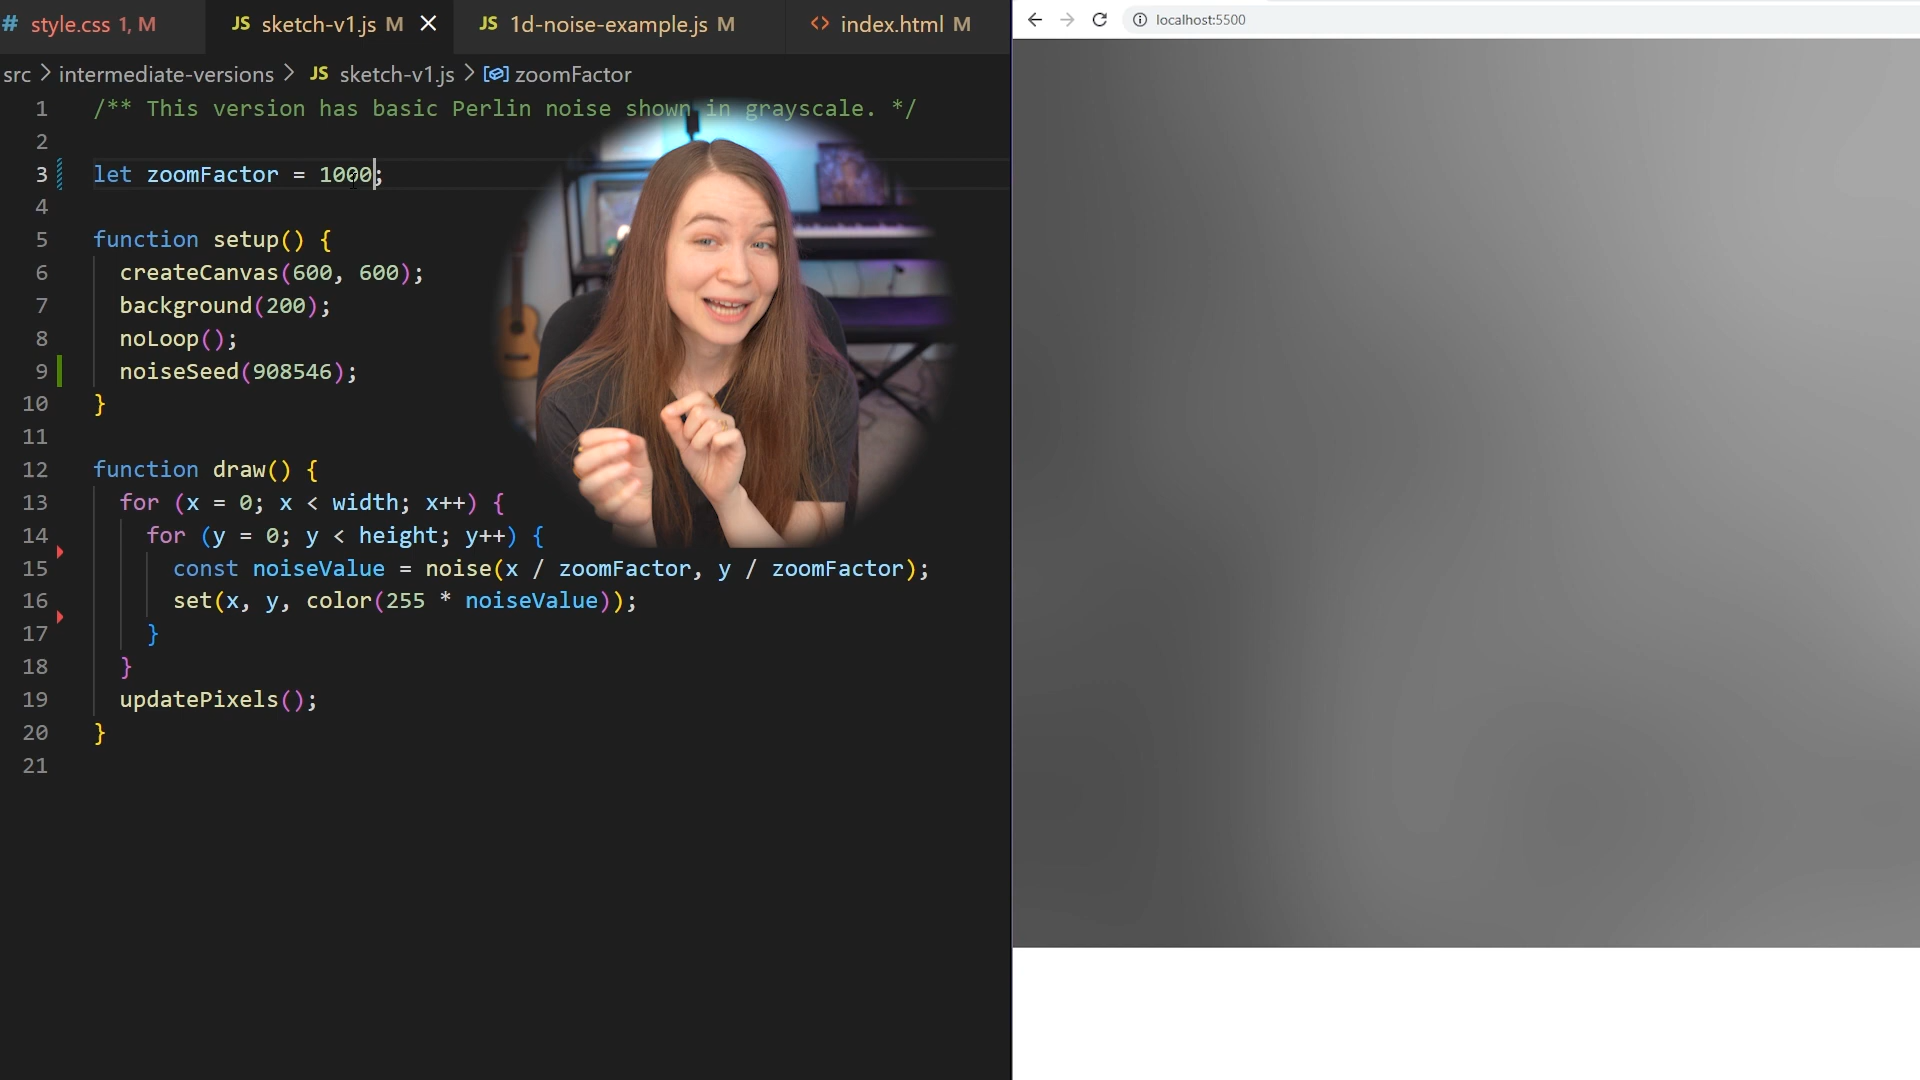 # style.css 1, M
JS sketch-v1.js M
JS 1d-noise-example.js M
<> index.html M
localhost:5500
src > intermediate-versions > JS sketch-v1.js > zoomFactor
1 /** This version has basic Perlin noise shown in grayscale. */
2
3 let zoomFactor = 1000;
4
5 function setup() {
6 createCanvas(600, 600);
7 background(200);
8 noLoop();
9 noiseSeed(908546);
10 }
11
12 function draw() {
13 for (x = 0; x < width; x++) {
14 for (y = 0; y < height; y++) {
15 const noiseValue = noise(x / zoomFactor, y / zoomFactor);
16 set(x, y, color(255 * noiseValue));
17 }
18 }
19 updatePixels();
20 }
21